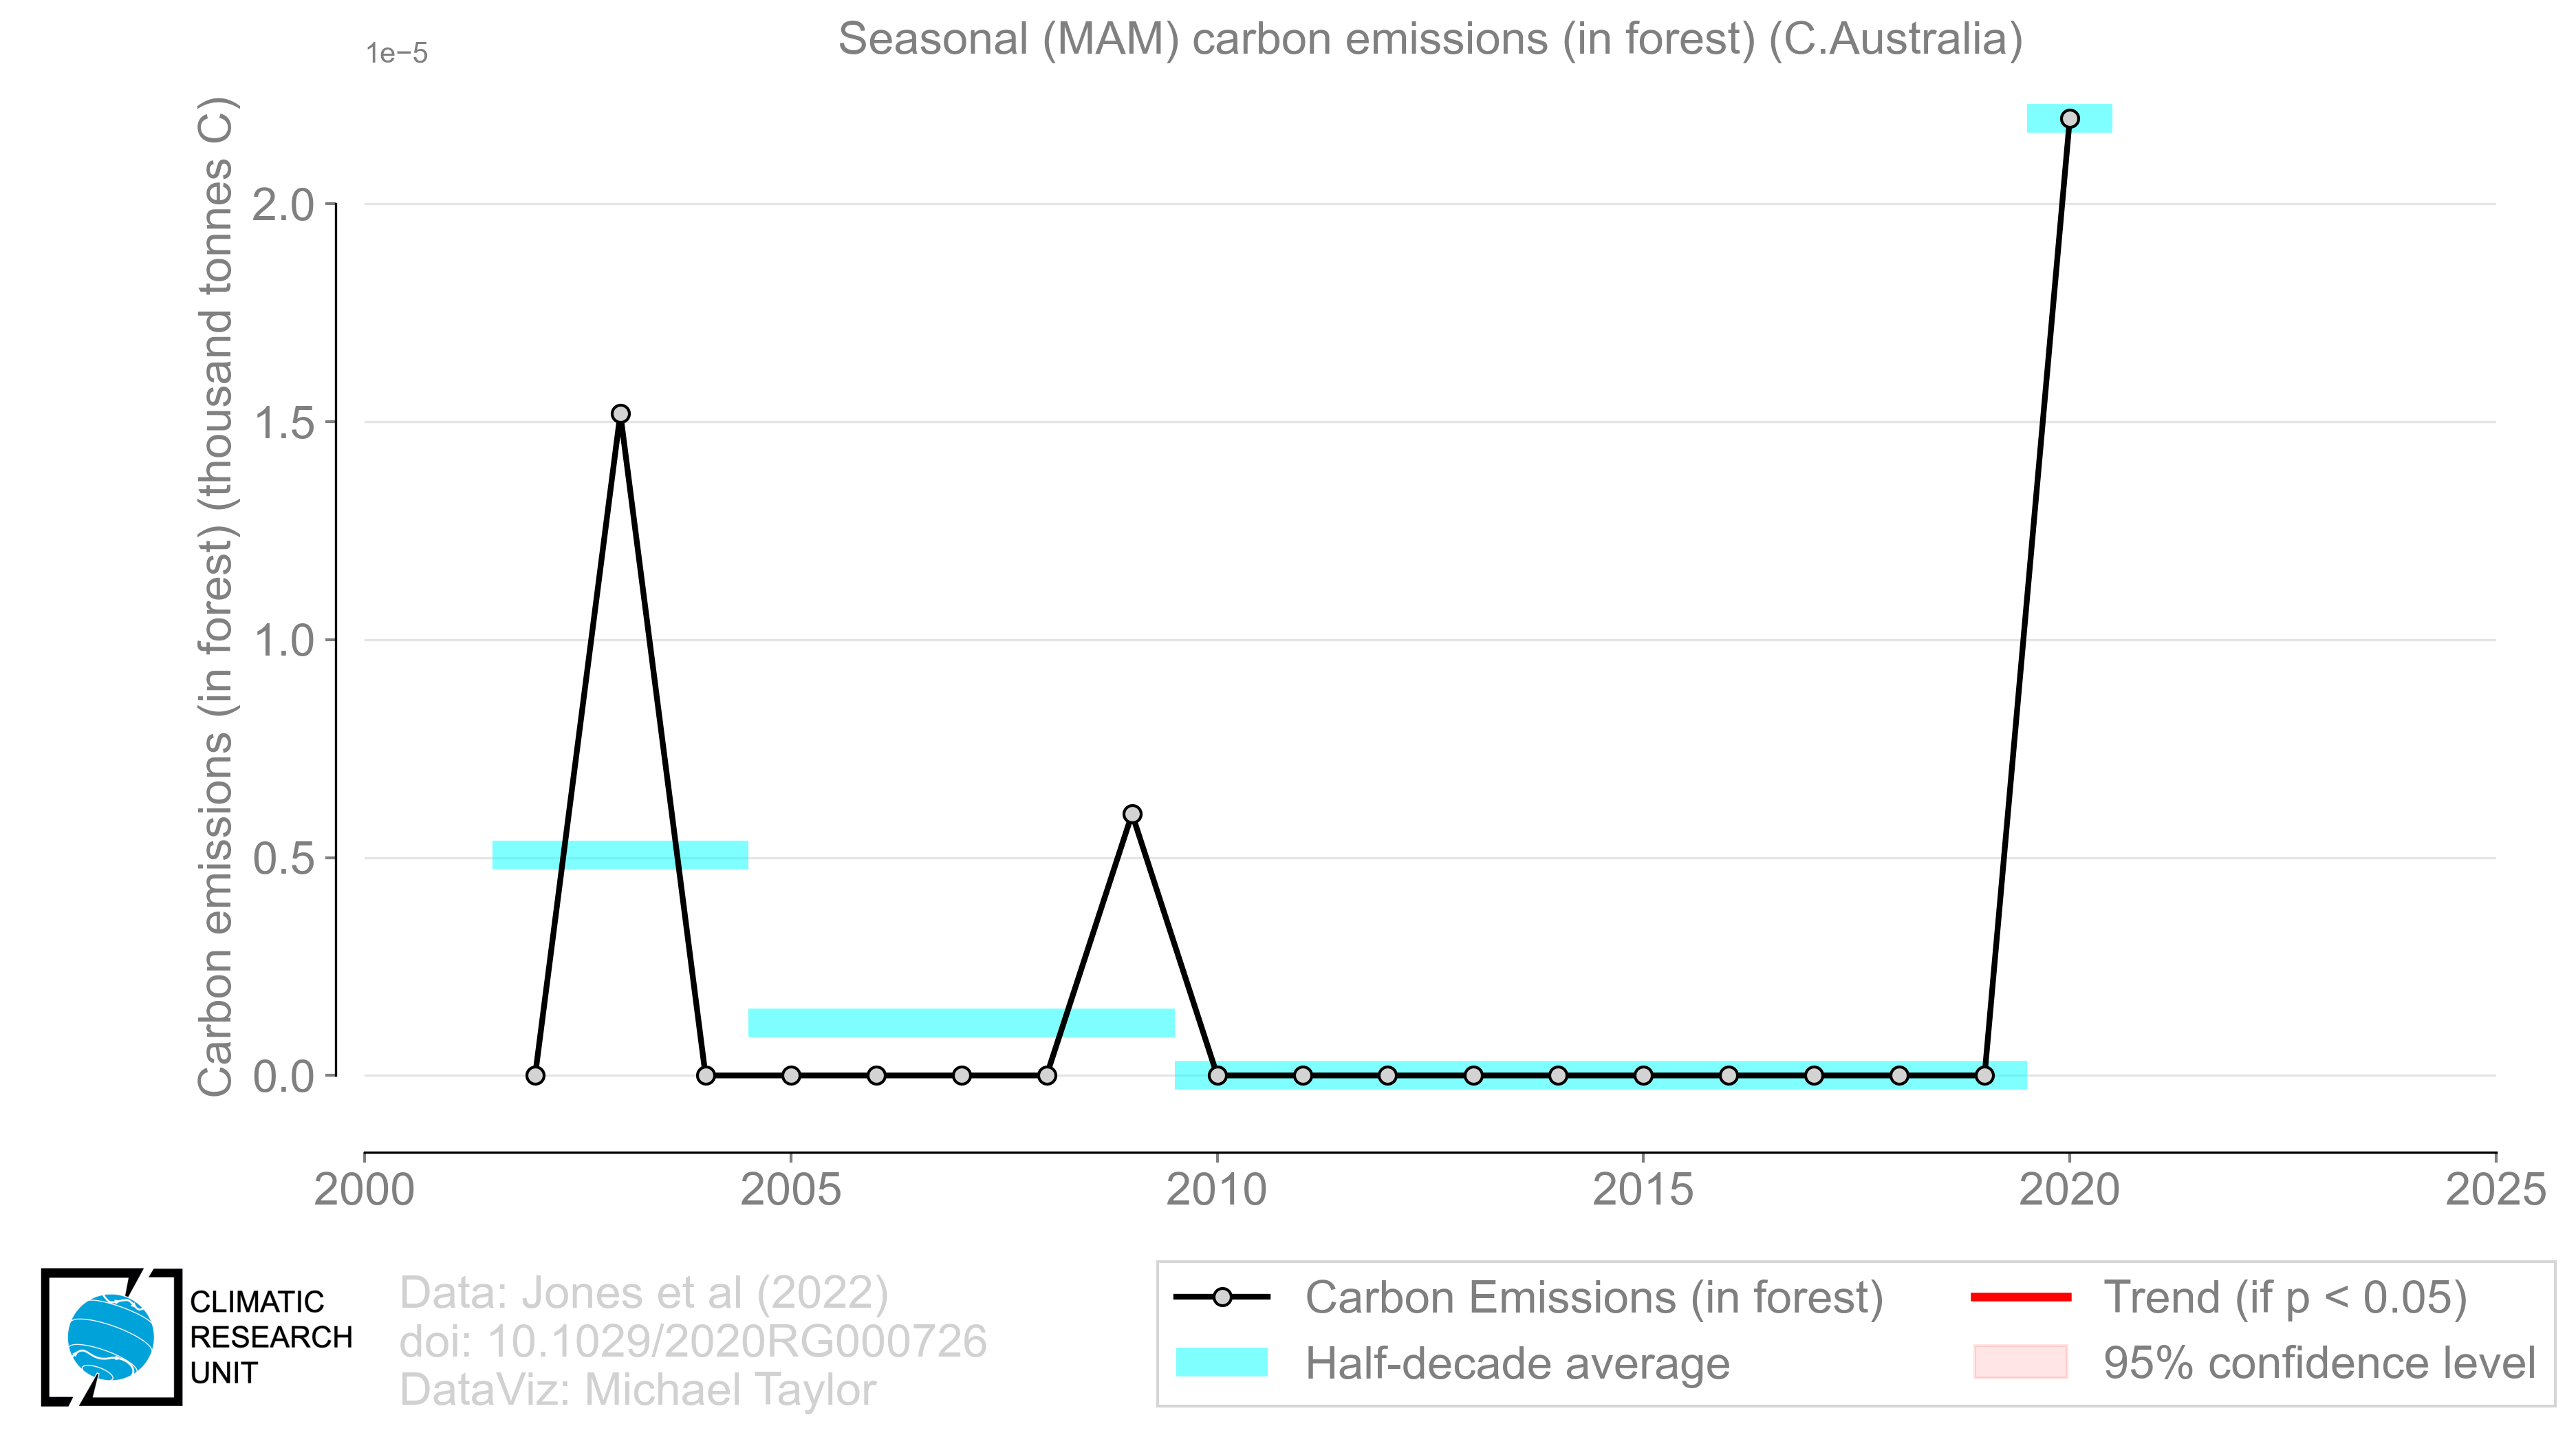 Seasonal (MAM) carbon emissions (in forest) (C.Australia)
1e−5
Carbon emissions (in forest) (thousand tonnes C)
2.0
1.5
1.0
0.5
0.0
2000 2005 2010 2015 2020 2025
CLIMATIC
RESEARCH
UNIT
Data: Jones et al (2022)
doi: 10.1029/2020RG000726
DataViz: Michael Taylor
Carbon Emissions (in forest)
Half-decade average
Trend (if p < 0.05)
95% confidence level